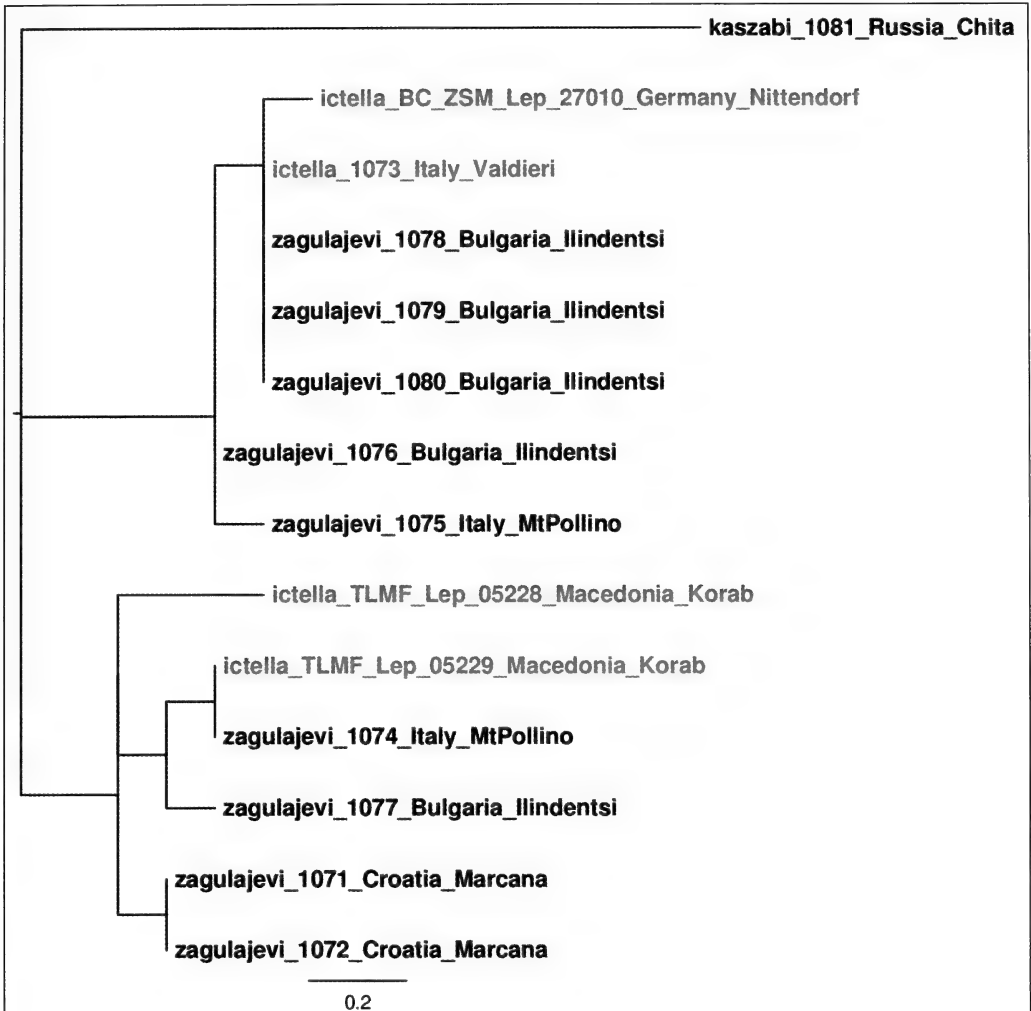 kaszabi_1081_Russia_Chita
ictella_BC_ZSM_Lep_27010_Germany_Nittendorf
ictella_1073_Italy_Valdieri
zagulajevi_1078_Bulgaria_Ilindentsi
zagulajevi_1079_Bulgaria_Ilindentsi
zagulajevi_1080_Bulgaria_Ilindentsi
zagulajevi_1076_Bulgaria_Ilindentsi
zagulajevi_1075_Italy_MtPollino
ictella_TLMF_Lep_05228_Macedonia_Korab
ictella_TLMF_Lep_05229_Macedonia_Korab
zagulajevi_1074_Italy_MtPollino
zagulajevi_1077_Bulgaria_Ilindentsi
zagulajevi_1071_Croatia_Marcana
zagulajevi_1072_Croatia_Marcana
0.2